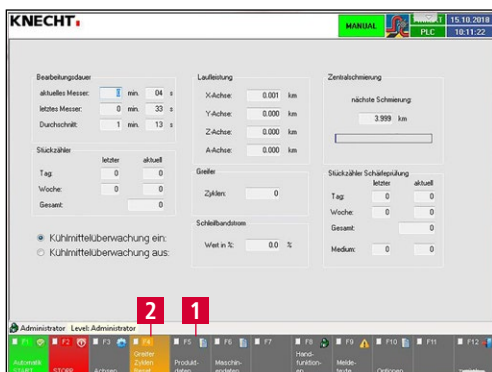 KNECHT
MANUAL
PLC
15.10.2018
10:11:22
Bearbeitungsdauer
aktuelles Messer: 0 min. 04 s
letztes Messer: 0 min. 33 s
Durchschnitt: 1 min. 13 s
Stückzähler
letzter aktuell
Tag: 0 0
Woche: 0 0
Gesamt: 0
Kühlmittelüberwachung ein:
Kühlmittelüberwachung aus:
Laufleistung
X-Achse: 0.001 km
Y-Achse: 0.000 km
Z-Achse: 0.000 km
A-Achse: 0.000 km
Greifer
Zyklen: 0
Schleifbandstrom
Wert in %: 0.0 %
Zentralschmierung
nächste Schmierung:
3.999 km
Stückzähler Schärfeprüfung
letzter aktuell
Tag: 0 0
Woche: 0 0
Gesamt: 0
Medium: 0 0
Administrator Level: Administrator
2
1
F1 F2 F3 F4 F5 F6 F7 F8 F9 F10 F11 F12
Automatik START
STOPP
Achsen
Greifer Zyklen Reset
Produkt-daten
Maschin-endaten
Hand-funktion-en
Melde-texte
Optionen